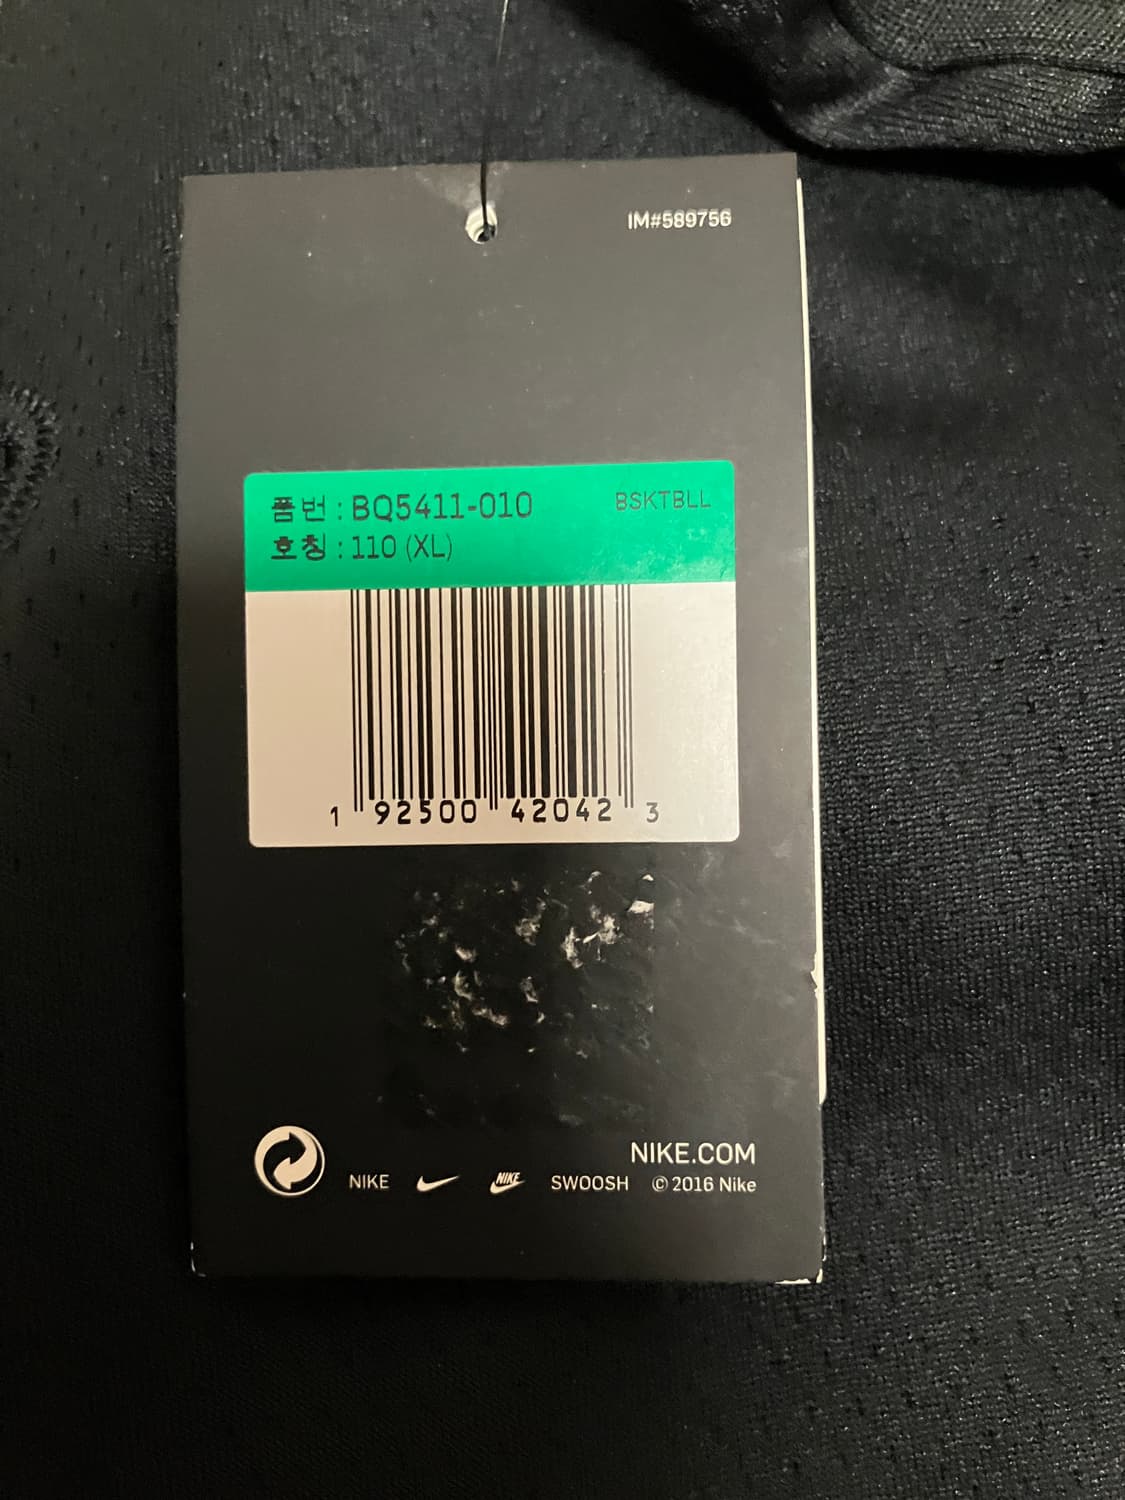 IM#589756
품번 : BQ5411-010 BSKTBLL
호칭 : 110 (XL)
1 92500 42042 3
NIKE.COM
NIKE NIKE SWOOSH © 2016 Nike